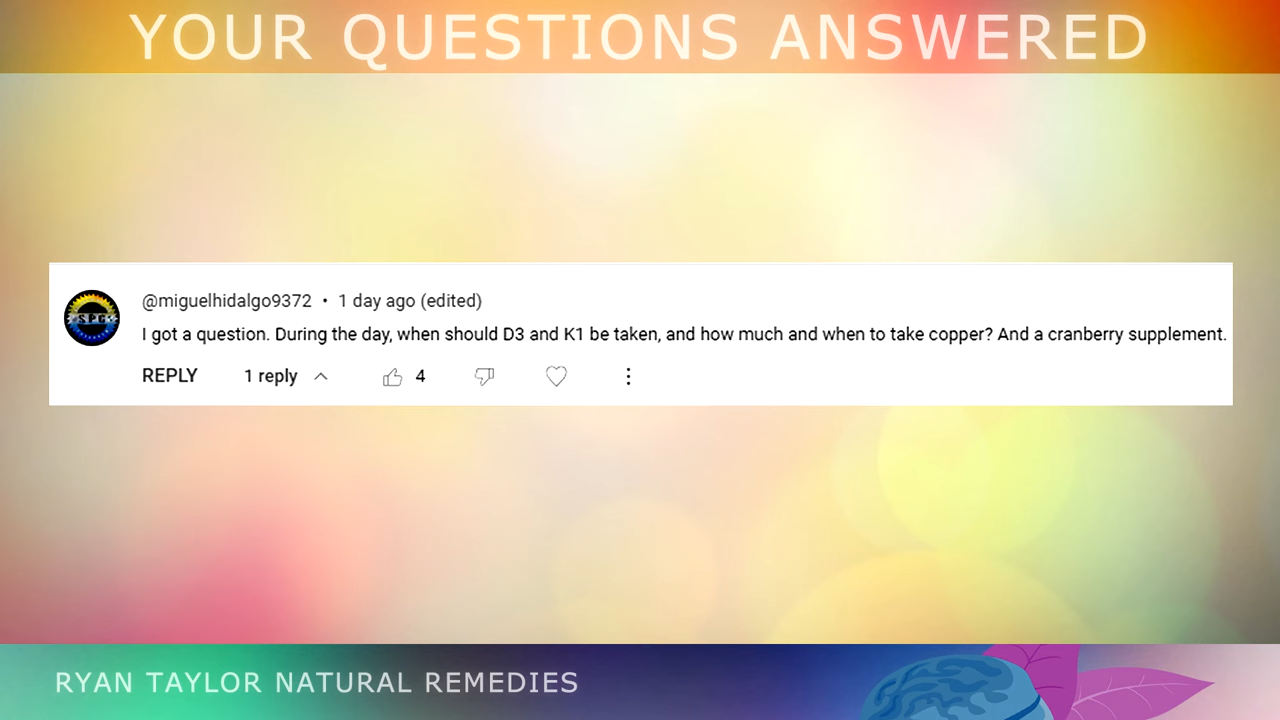 YOUR QUESTIONS ANSWERED
SPG
@miguelhidalgo9372 • 1 day ago (edited)
I got a question. During the day, when should D3 and K1 be taken, and how much and when to take copper? And a cranberry supplement.
REPLY 1 reply 4
RYAN TAYLOR NATURAL REMEDIES